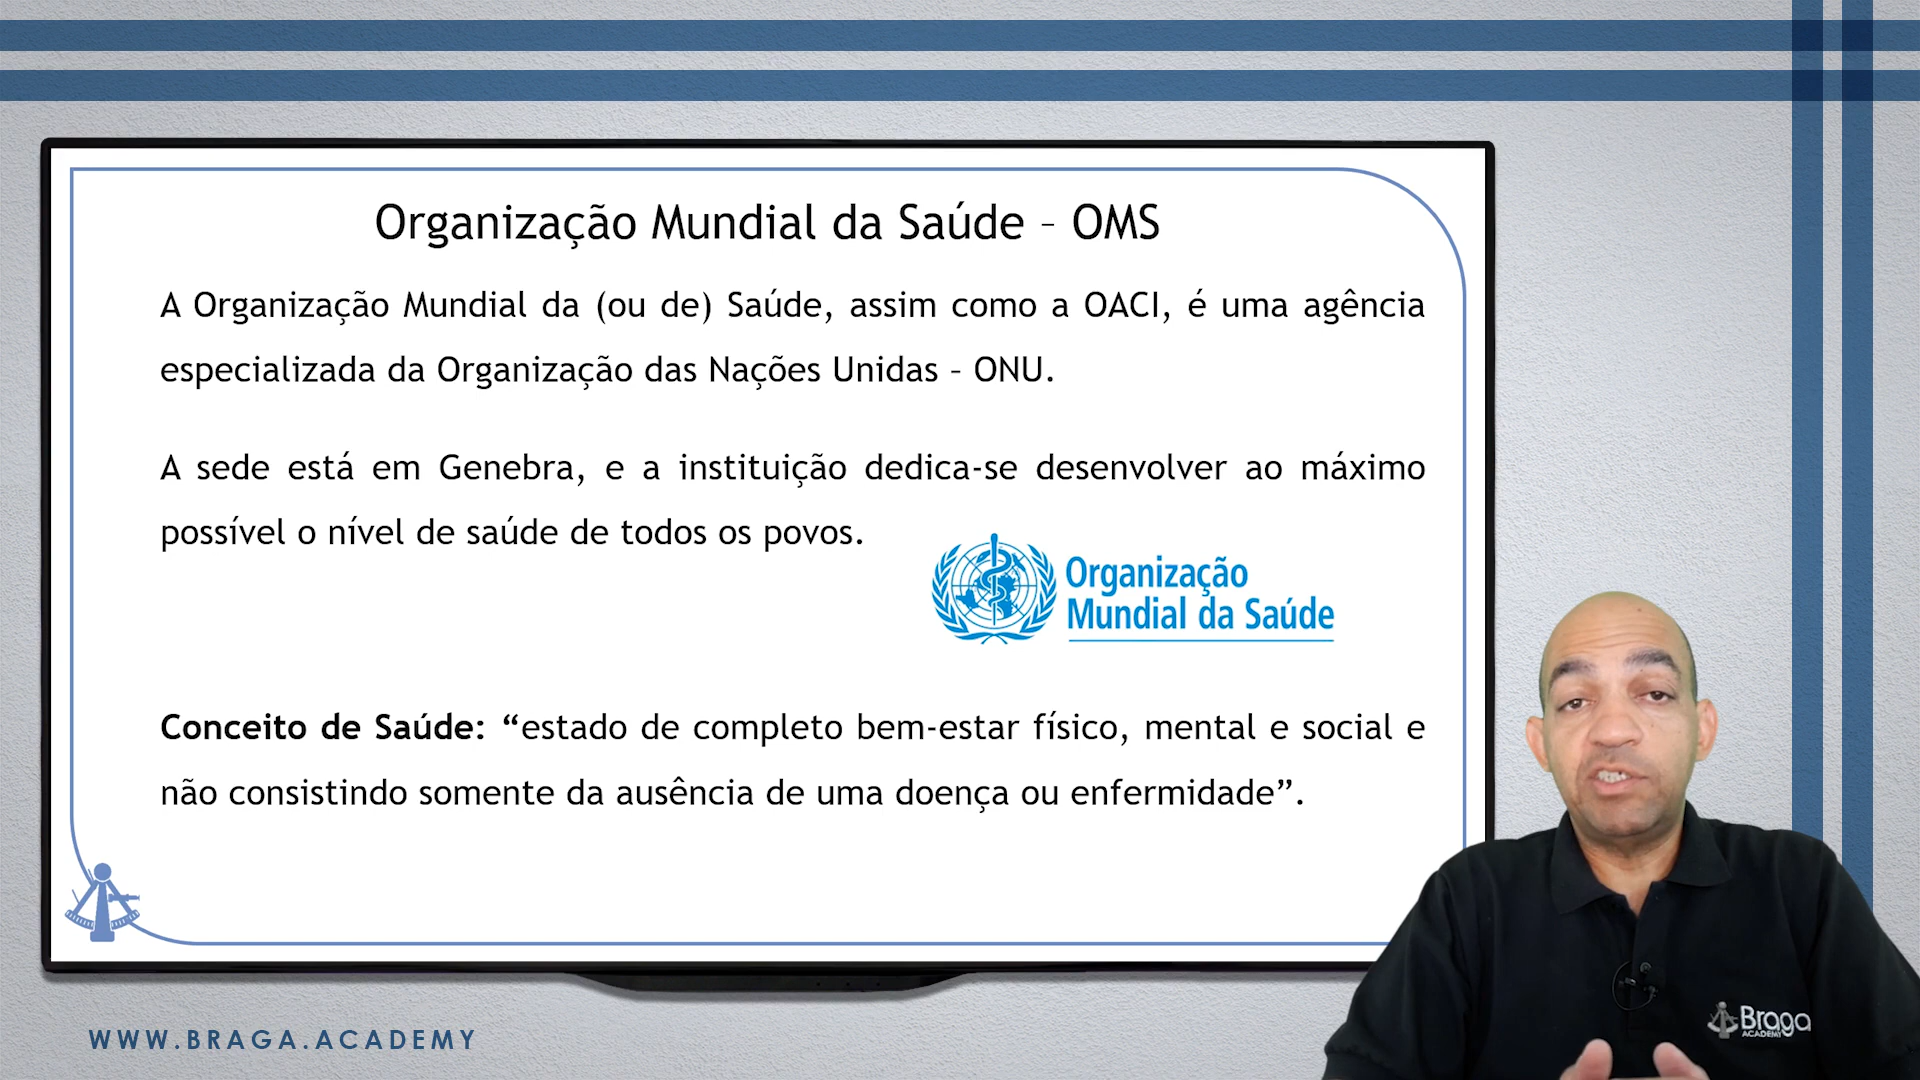 Organização Mundial da Saúde – OMS
A Organização Mundial da (ou de) Saúde, assim como a OACI, é uma agência
especializada da Organização das Nações Unidas – ONU.
A sede está em Genebra, e a instituição dedica-se desenvolver ao máximo
possível o nível de saúde de todos os povos.
Organização
Mundial da Saúde
Conceito de Saúde: “estado de completo bem-estar físico, mental e social e
não consistindo somente da ausência de uma doença ou enfermidade”.
WWW.BRAGA.ACADEMY
Braga
ACADEMY